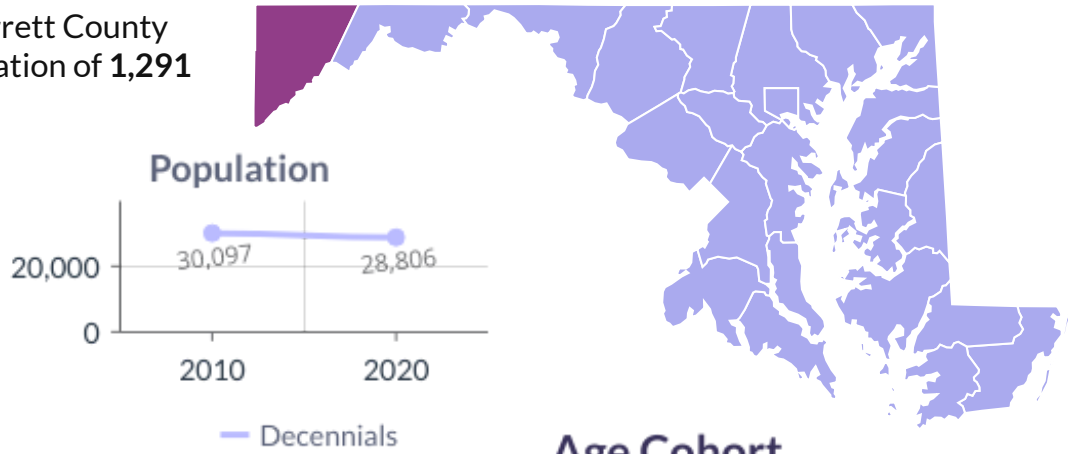 rrett County
ation of 1,291
Population
30,097
28,806
20,000
0
2010 2020
Decennials
Age Cohort